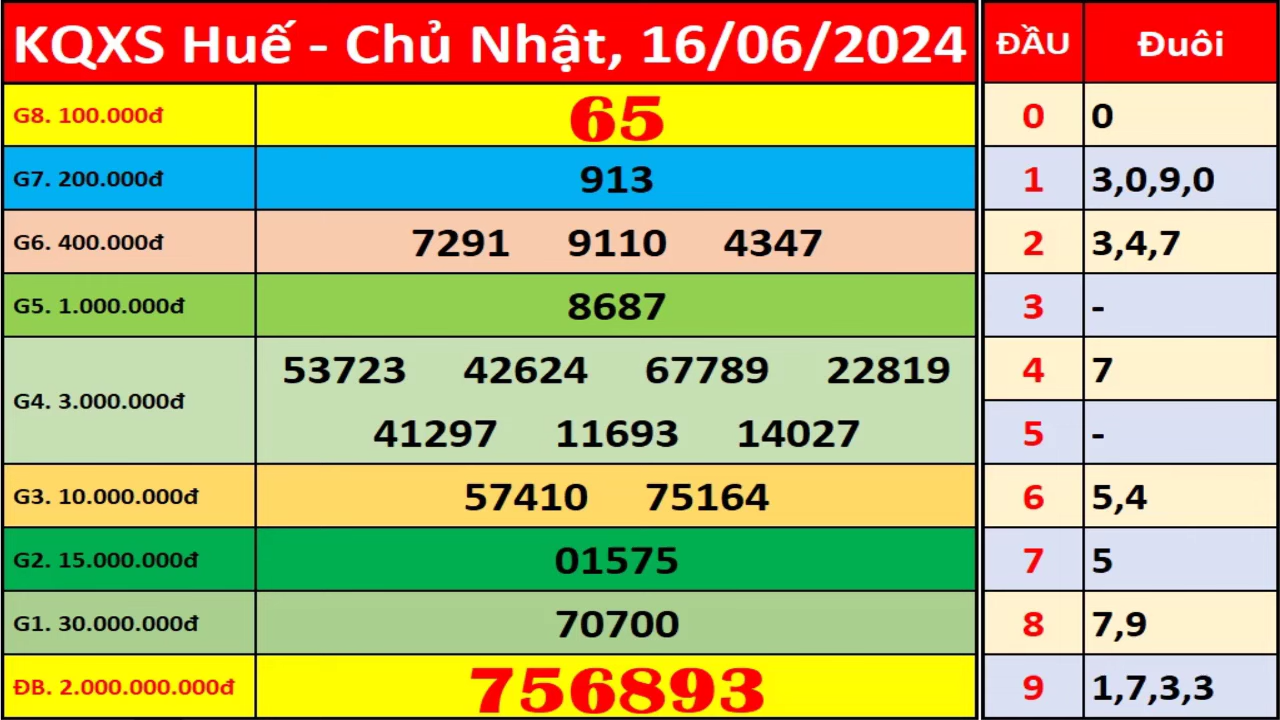 KQXS Huế - Chủ Nhật, 16/06/2024
G8. 100.000đ 65
G7. 200.000đ 913
G6. 400.000đ 7291 9110 4347
G5. 1.000.000đ 8687
G4. 3.000.000đ 53723 42624 67789 22819
41297 11693 14027
G3. 10.000.000đ 57410 75164
G2. 15.000.000đ 01575
G1. 30.000.000đ 70700
ĐB. 2.000.000.000đ 756893
ĐẦU Đuôi
0 0
1 3,0,9,0
2 3,4,7
3 -
4 7
5 -
6 5,4
7 5
8 7,9
9 1,7,3,3